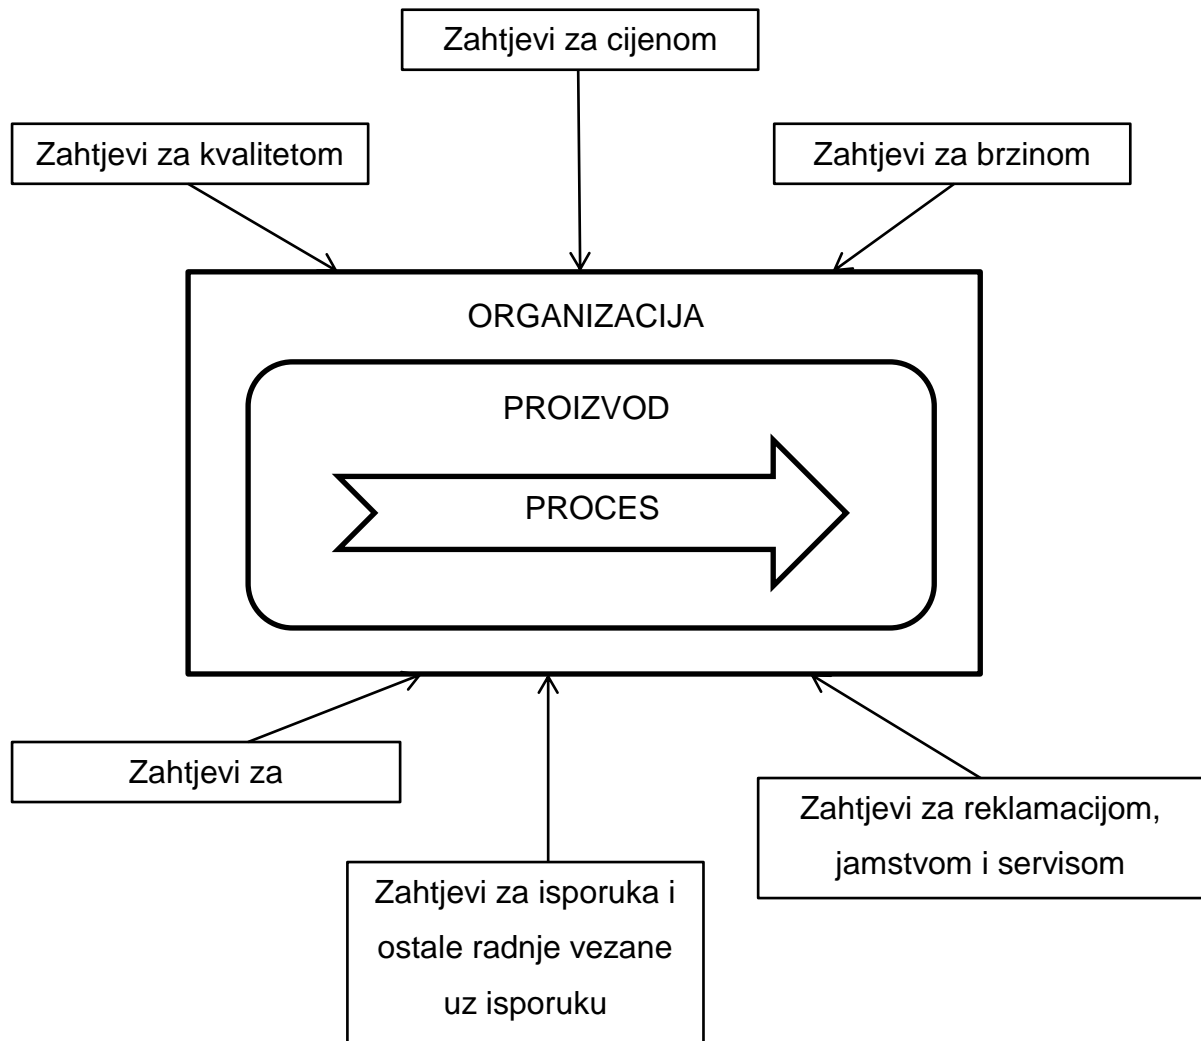 Zahtjevi za cijenom
Zahtjevi za kvalitetom
Zahtjevi za brzinom
ORGANIZACIJA
PROIZVOD
PROCES
Zahtjevi za
Zahtjevi za reklamacijom,
jamstvom i servisom
Zahtjevi za isporuka i
ostale radnje vezane
uz isporuku